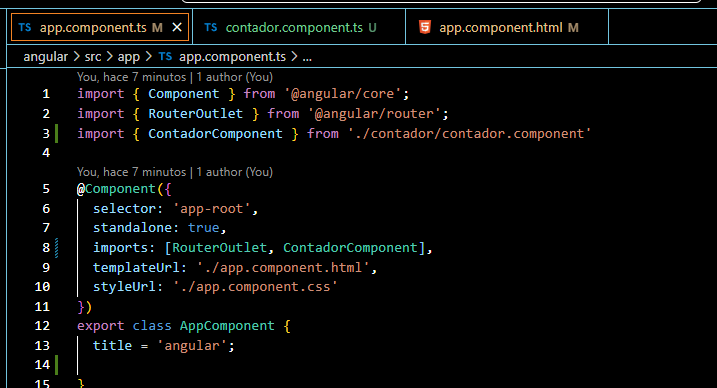 TS app.component.ts M ×
TS contador.component.ts U
app.component.html M
angular > src > app > TS app.component.ts > ...
You, hace 7 minutos | 1 author (You)
1 import { Component } from '@angular/core';
2 import { RouterOutlet } from '@angular/router';
3 import { ContadorComponent } from './contador/contador.component'
4
You, hace 7 minutos | 1 author (You)
5 @Component({
6 selector: 'app-root',
7 standalone: true,
8 imports: [RouterOutlet, ContadorComponent],
9 templateUrl: './app.component.html',
10 styleUrl: './app.component.css'
11 })
12 export class AppComponent {
13 title = 'angular';
14
15 }